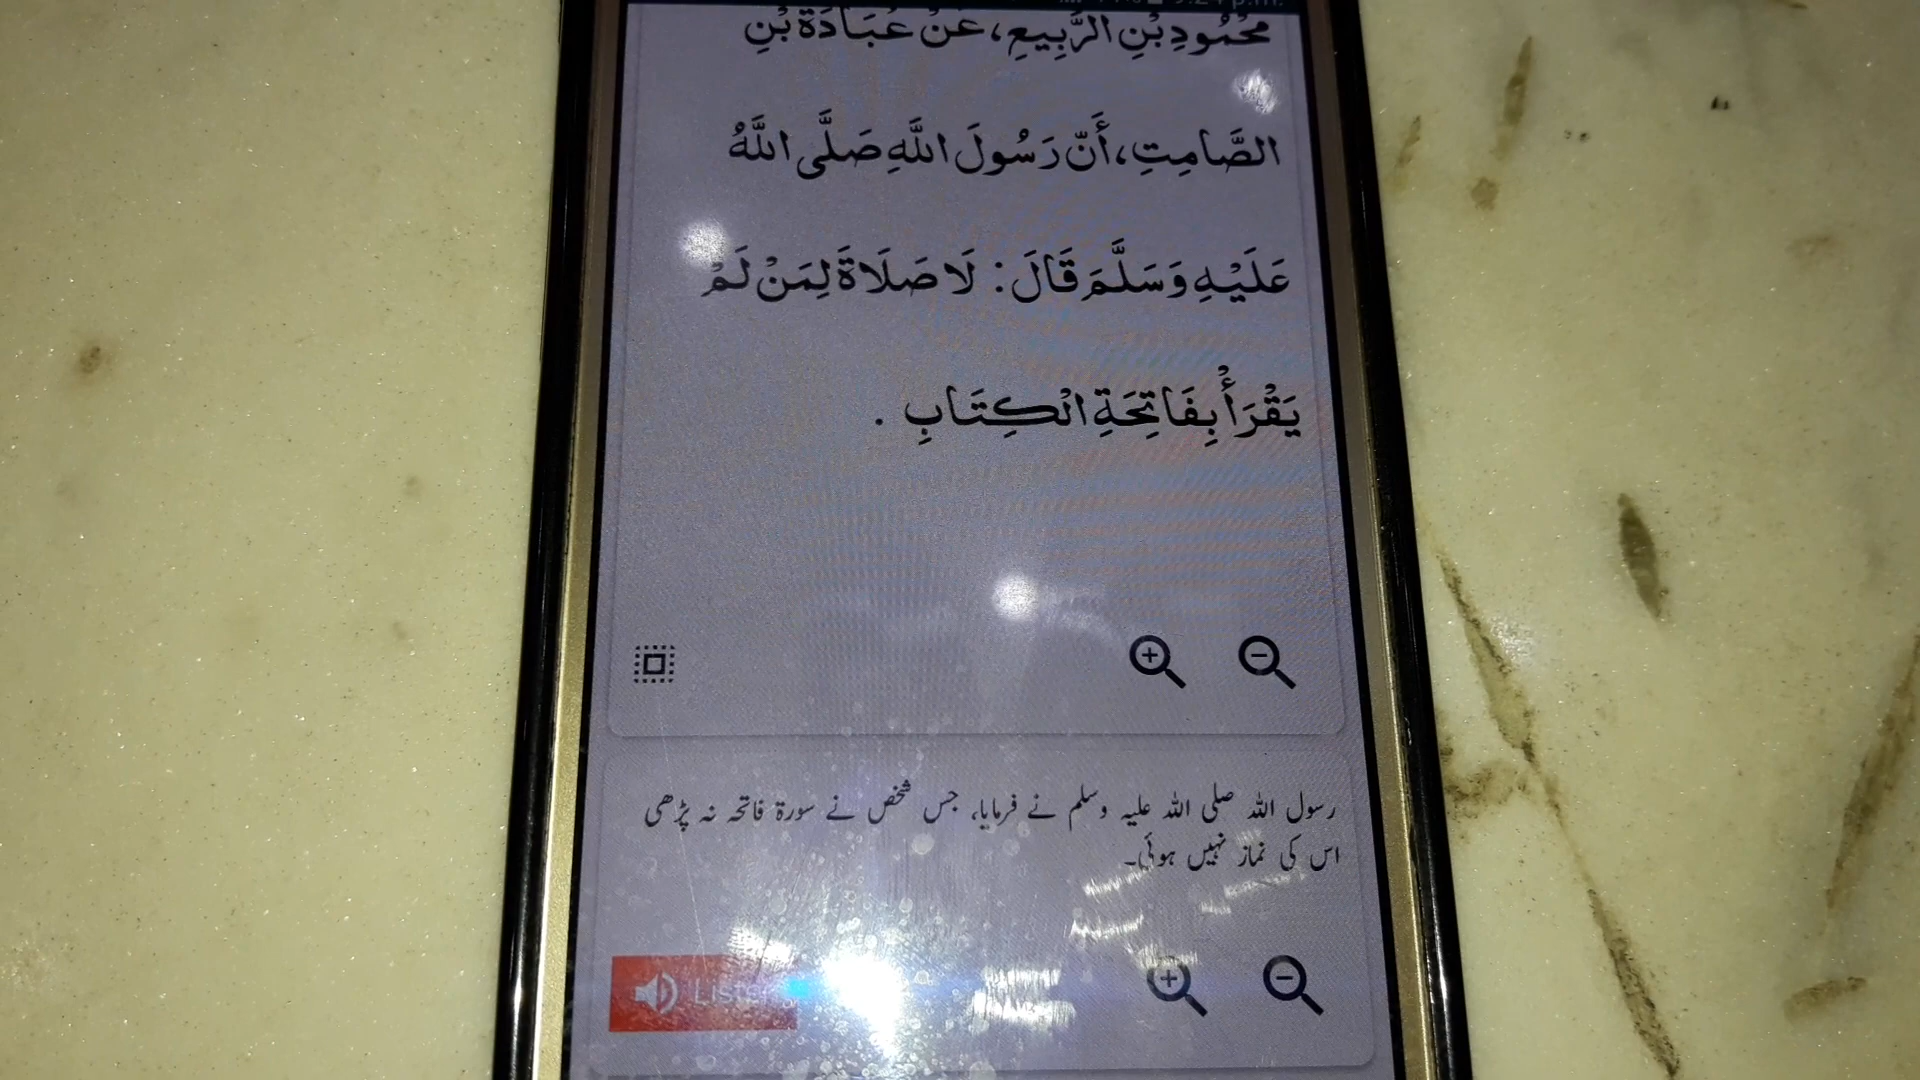 مَحْمُودِ بْنِ الرَّبِيعِ، عَنْ عُبَادَةَ بْنِ
الصَّامِتِ، أَنّ رَسُولَ اللَّهِ صَلَّى اللَّهُ
عَلَيْهِ وَسَلَّمَ قَالَ: لَا صَلَاةَ لِمَنْ لَمْ
يَقْرَأْ بِفَاتِحَةِ الْكِتَابِ .
رسول اللہ صلی اللہ علیہ وسلم نے فرمایا، جس شخص نے سورۃ فاتحہ نہ پڑھی
اس کی نماز نہیں ہوئی۔
Listen